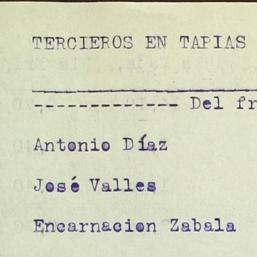 TERCIEROS EN TAPIAS
------------- Del fr
Antonio Díaz
José Valles
Encarnacion Zabala